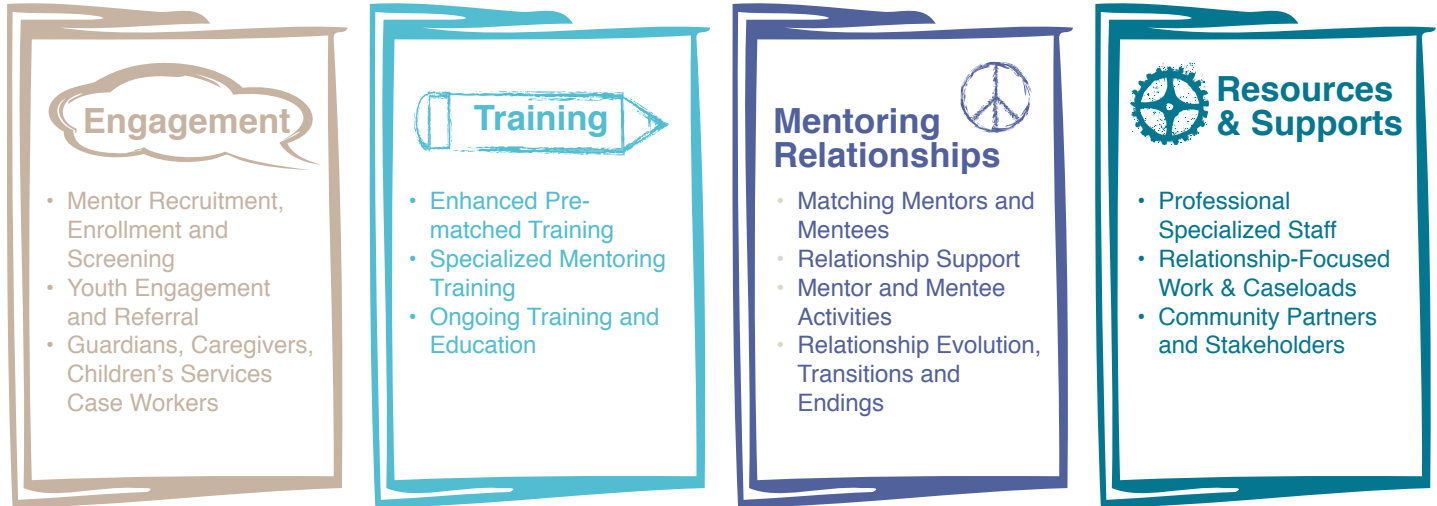 Engagement
• Mentor Recruitment,
Enrollment and
Screening
• Youth Engagement
and Referral
• Guardians, Caregivers,
Children’s Services
Case Workers
Training
• Enhanced Pre-
matched Training
• Specialized Mentoring
Training
• Ongoing Training and
Education
Mentoring
Relationships
• Matching Mentors and
Mentees
• Relationship Support
• Mentor and Mentee
Activities
• Relationship Evolution,
Transitions and
Endings
Resources
& Supports
• Professional
Specialized Staff
• Relationship-Focused
Work & Caseloads
• Community Partners
and Stakeholders